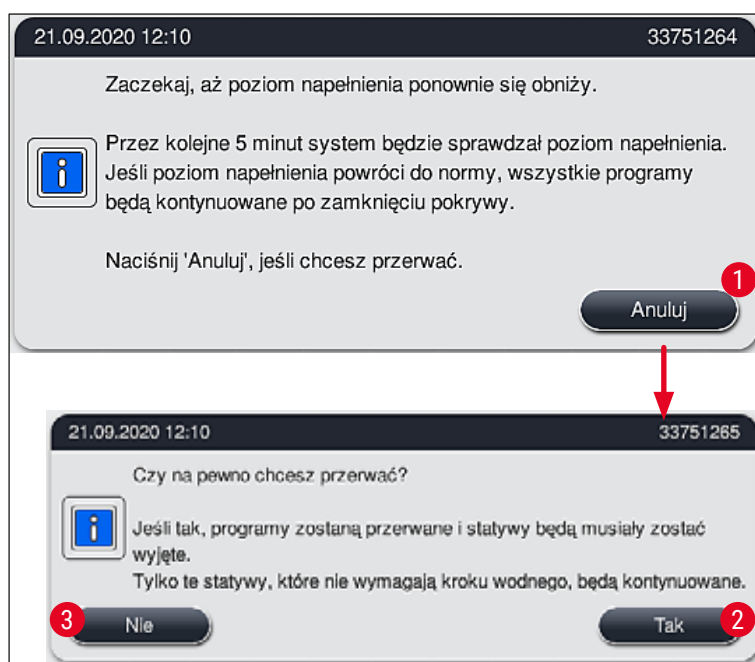 21.09.2020 12:10 33751264
Zaczekaj, aż poziom napełnienia ponownie się obniży.
Przez kolejne 5 minut system będzie sprawdzał poziom napełnienia.
Jeśli poziom napełnienia powróci do normy, wszystkie programy
będą kontynuowane po zamknięciu pokrywy.
Naciśnij 'Anuluj', jeśli chcesz przerwać.
1
Anuluj
21.09.2020 12:10 33751265
Czy na pewno chcesz przerwać?
Jeśli tak, programy zostaną przerwane i statywy będą musiały zostać
wyjęte.
Tylko te statywy, które nie wymagają kroku wodnego, będą kontynuowane.
3 Nie Tak 2